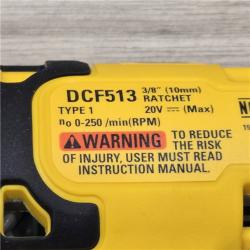 DCF513 3/8" (10mm) RATCHET
TYPE 1 20V ⎓ (Max)
no 0-250 /min(RPM)
WARNING TO REDUCE
THE RISK
OF INJURY, USER MUST READ
INSTRUCTION MANUAL.